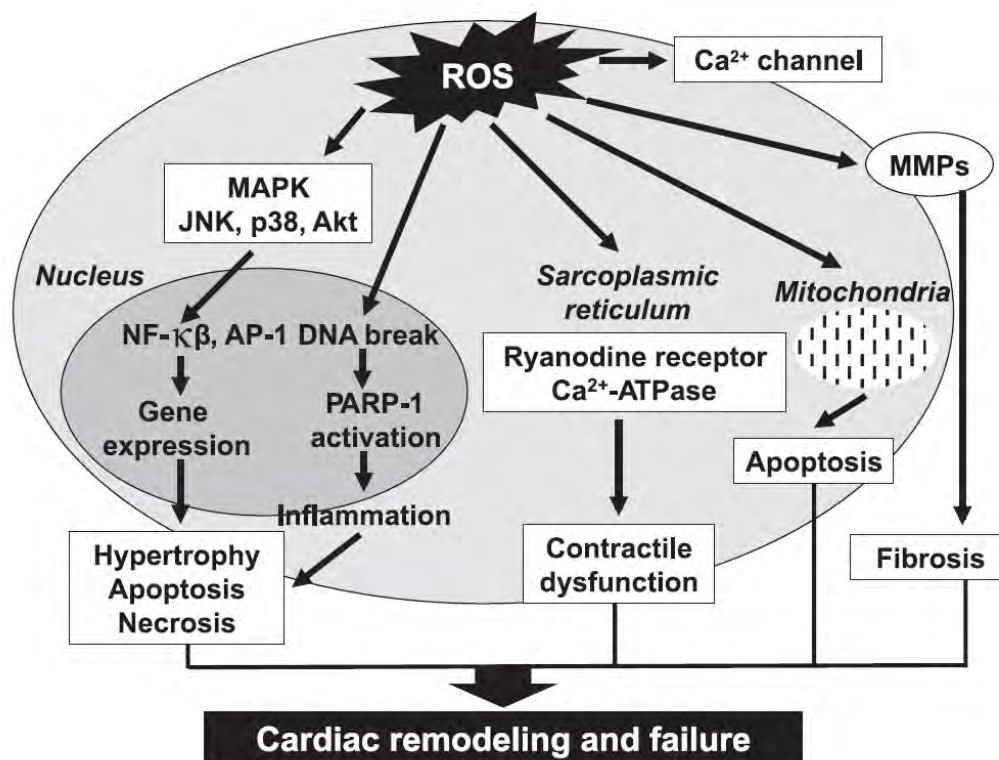 ROS
Ca²⁺ channel
MMPs
MAPK
JNK, p38, Akt
Nucleus
Sarcoplasmic
reticulum
Mitochondria
NF-κβ, AP-1
DNA break
Ryanodine receptor
Ca²⁺-ATPase
Gene
expression
PARP-1
activation
Apoptosis
Inflammation
Hypertrophy
Apoptosis
Necrosis
Contractile
dysfunction
Fibrosis
Cardiac remodeling and failure